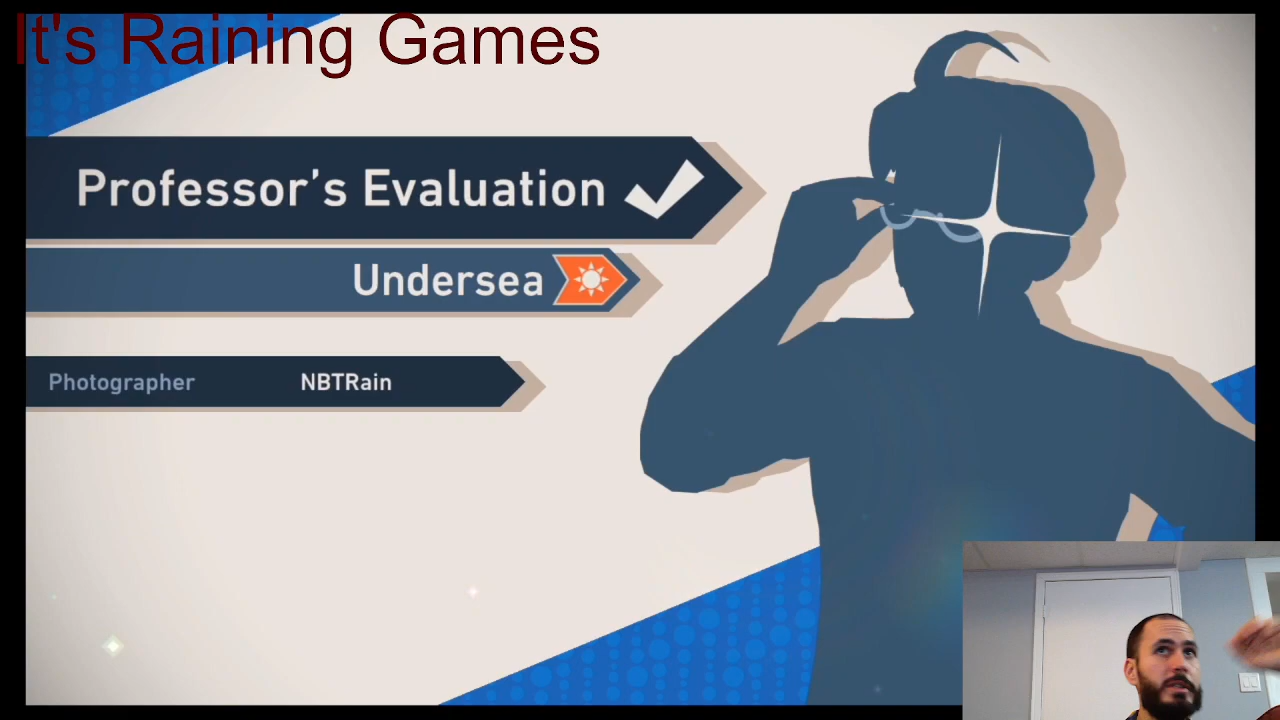 It's Raining Games
Professor's Evaluation
Undersea
Photographer NBTRain